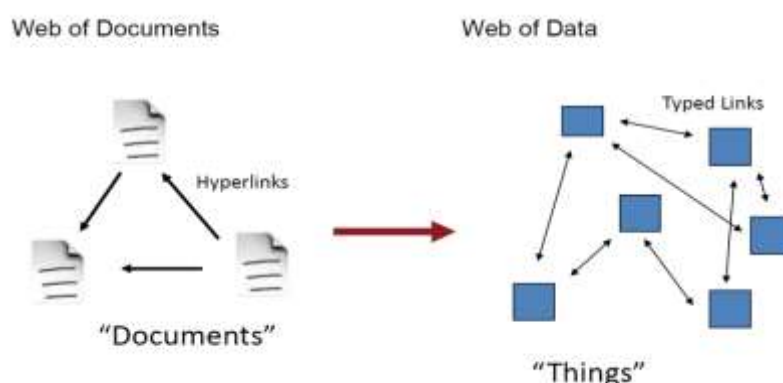 Web of Documents
Web of Data
Typed Links
Hyperlinks
“Documents”
“Things”